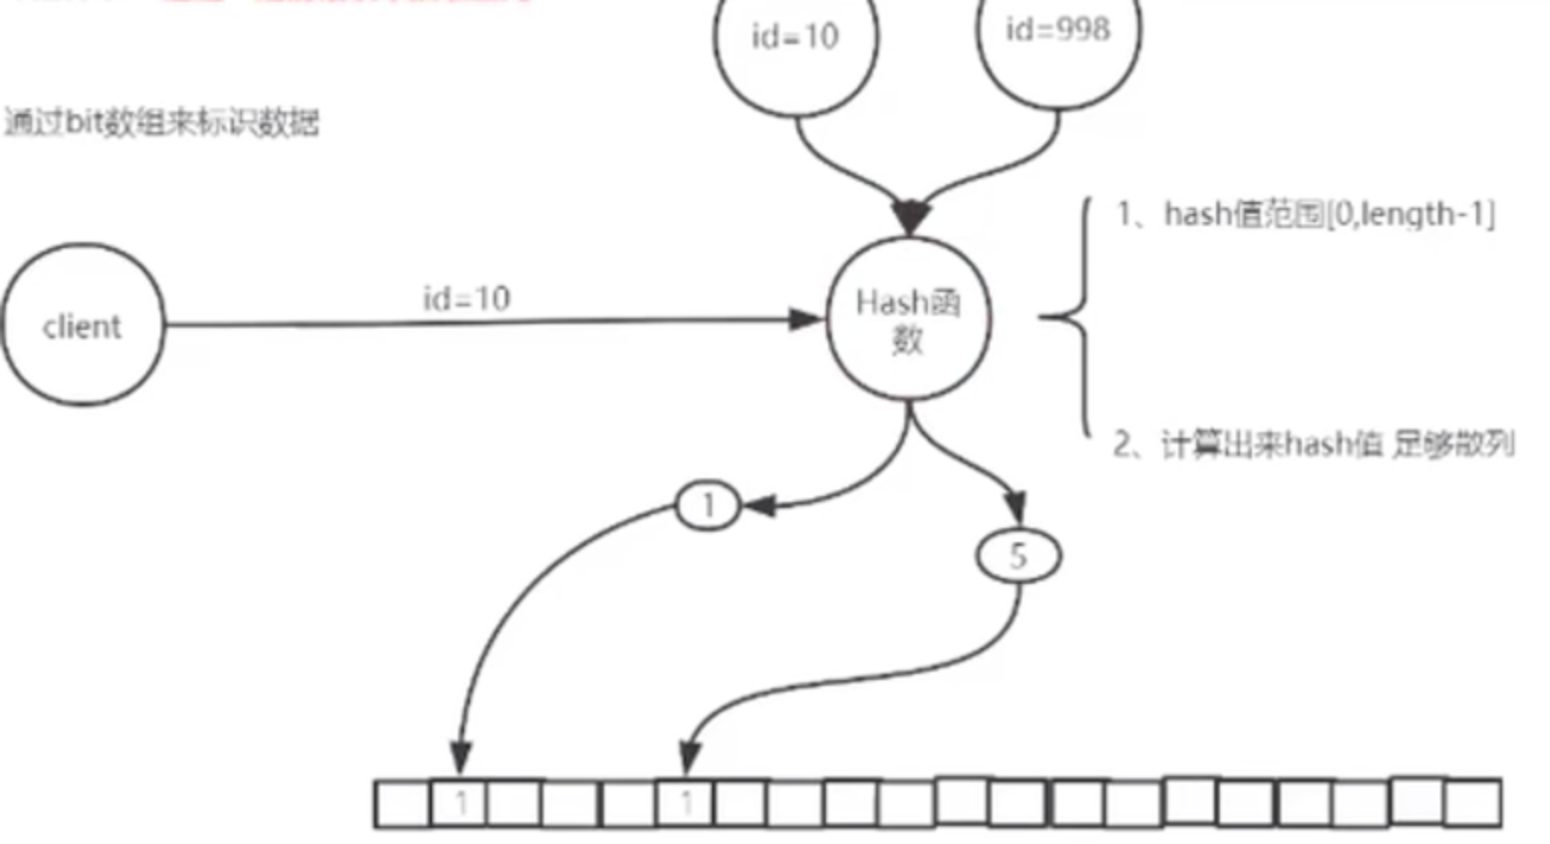 id=10
id=998
通过bit数组来标识数据
1、hash值范围[0,length-1]
id=10
client
Hash函
数
2、计算出来hash值 足够散列
1
5
1
1